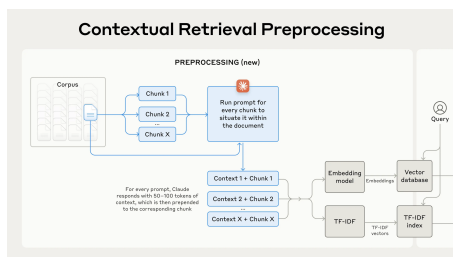 Contextual Retrieval Preprocessing
PREPROCESSING (new)
Corpus
Chunk 1
Chunk 2
...
Chunk X
Run prompt for
every chunk to
situate it within
the document
Query
Context 1 + Chunk 1
Context 2 + Chunk 2
...
Context X + Chunk X
For every prompt, Claude
responds with 50–100 tokens of
context, which is then prepended
to the corresponding chunk
Embedding
model
Embeddings
Vector
database
TF-IDF
TF-IDF
vectors
TF-IDF
index